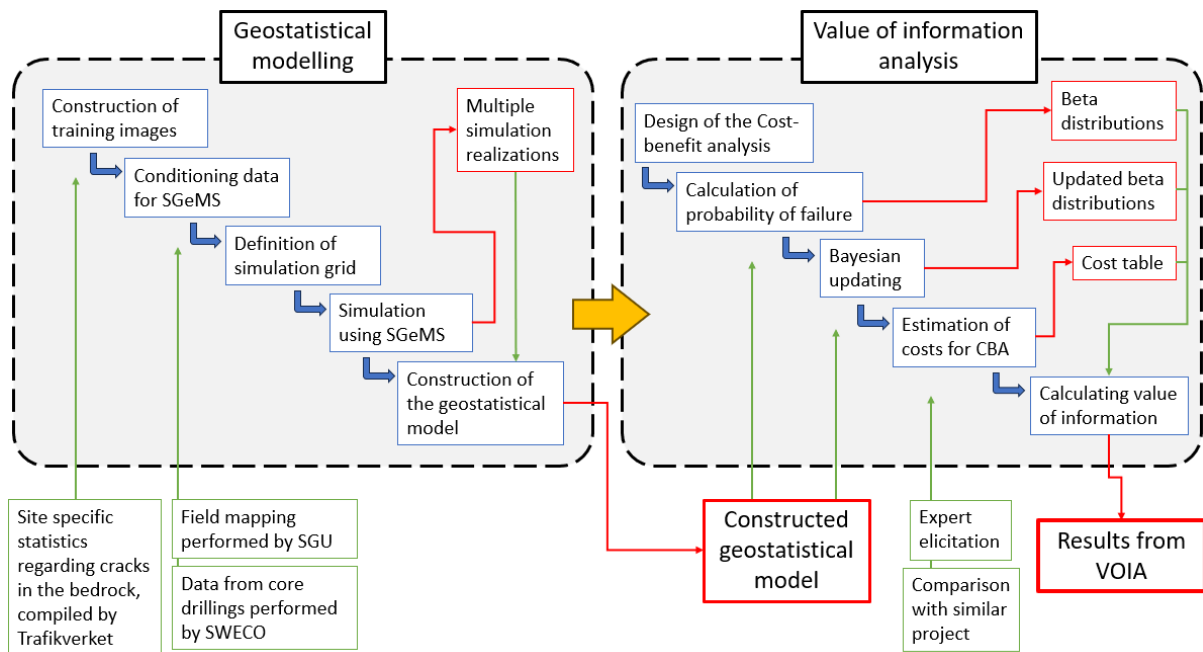 Geostatistical
modelling
Construction of
training images
Conditioning data
for SGeMS
Definition of
simulation grid
Simulation
using SGeMS
Construction of
the geostatistical
model
Multiple
simulation
realizations
Site specific
statistics
regarding cracks
in the bedrock,
compiled by
Trafikverket
Field mapping
performed by SGU
Data from core
drillings performed
by SWECO
Value of information
analysis
Design of the Cost-
benefit analysis
Calculation of
probability of failure
Bayesian
updating
Estimation of
costs for CBA
Calculating value
of information
Beta
distributions
Updated beta
distributions
Cost table
Constructed
geostatistical
model
Expert
elicitation
Comparison
with similar
project
Results from
VOIA